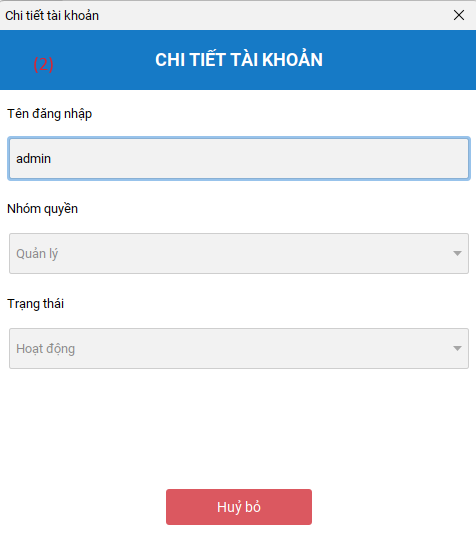 Chi tiết tài khoản
(2) CHI TIẾT TÀI KHOẢN
Tên đăng nhập
admin
Nhóm quyền
Quản lý
Trạng thái
Hoạt động
Huỷ bỏ